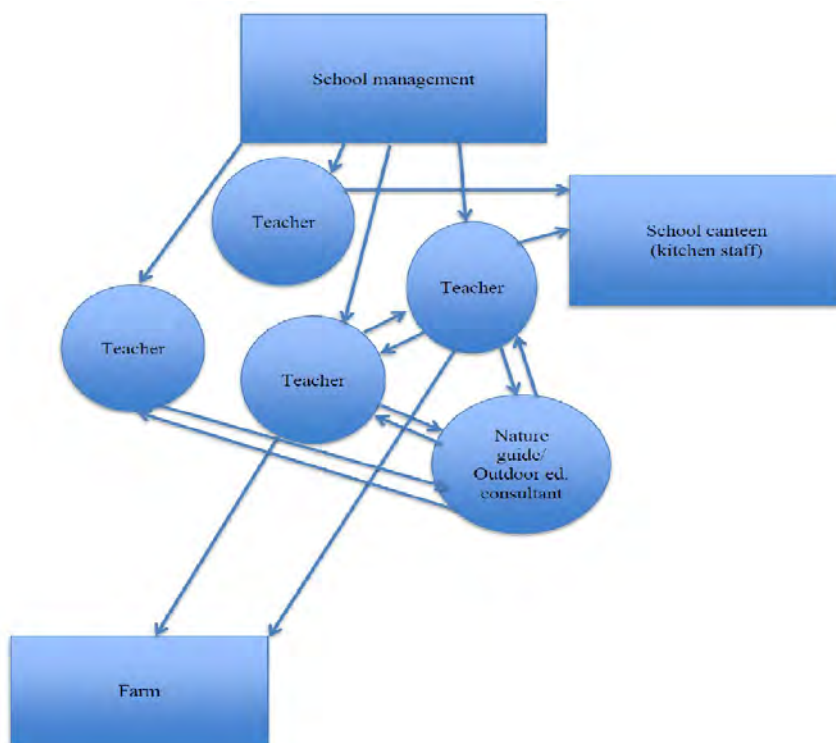 School management
Teacher
School canteen
(kitchen staff)
Teacher
Teacher
Teacher
Nature
guide/
Outdoor ed.
consultant
Farm